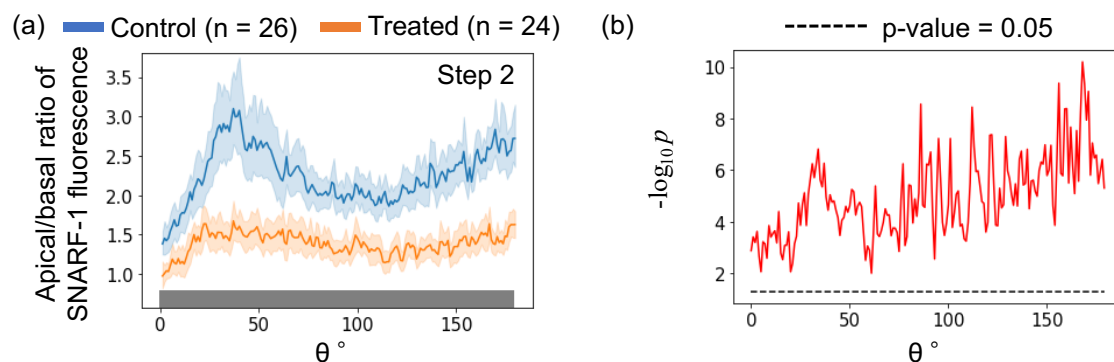 (a) Control (n = 26) Treated (n = 24)
Step 2
Apical/basal ratio of
SNARF-1 fluorescence
3.5
3.0
2.5
2.0
1.5
1.0
0 50 100 150
θ °
(b) p-value = 0.05
-log10 p
10
8
6
4
2
0 50 100 150
θ °